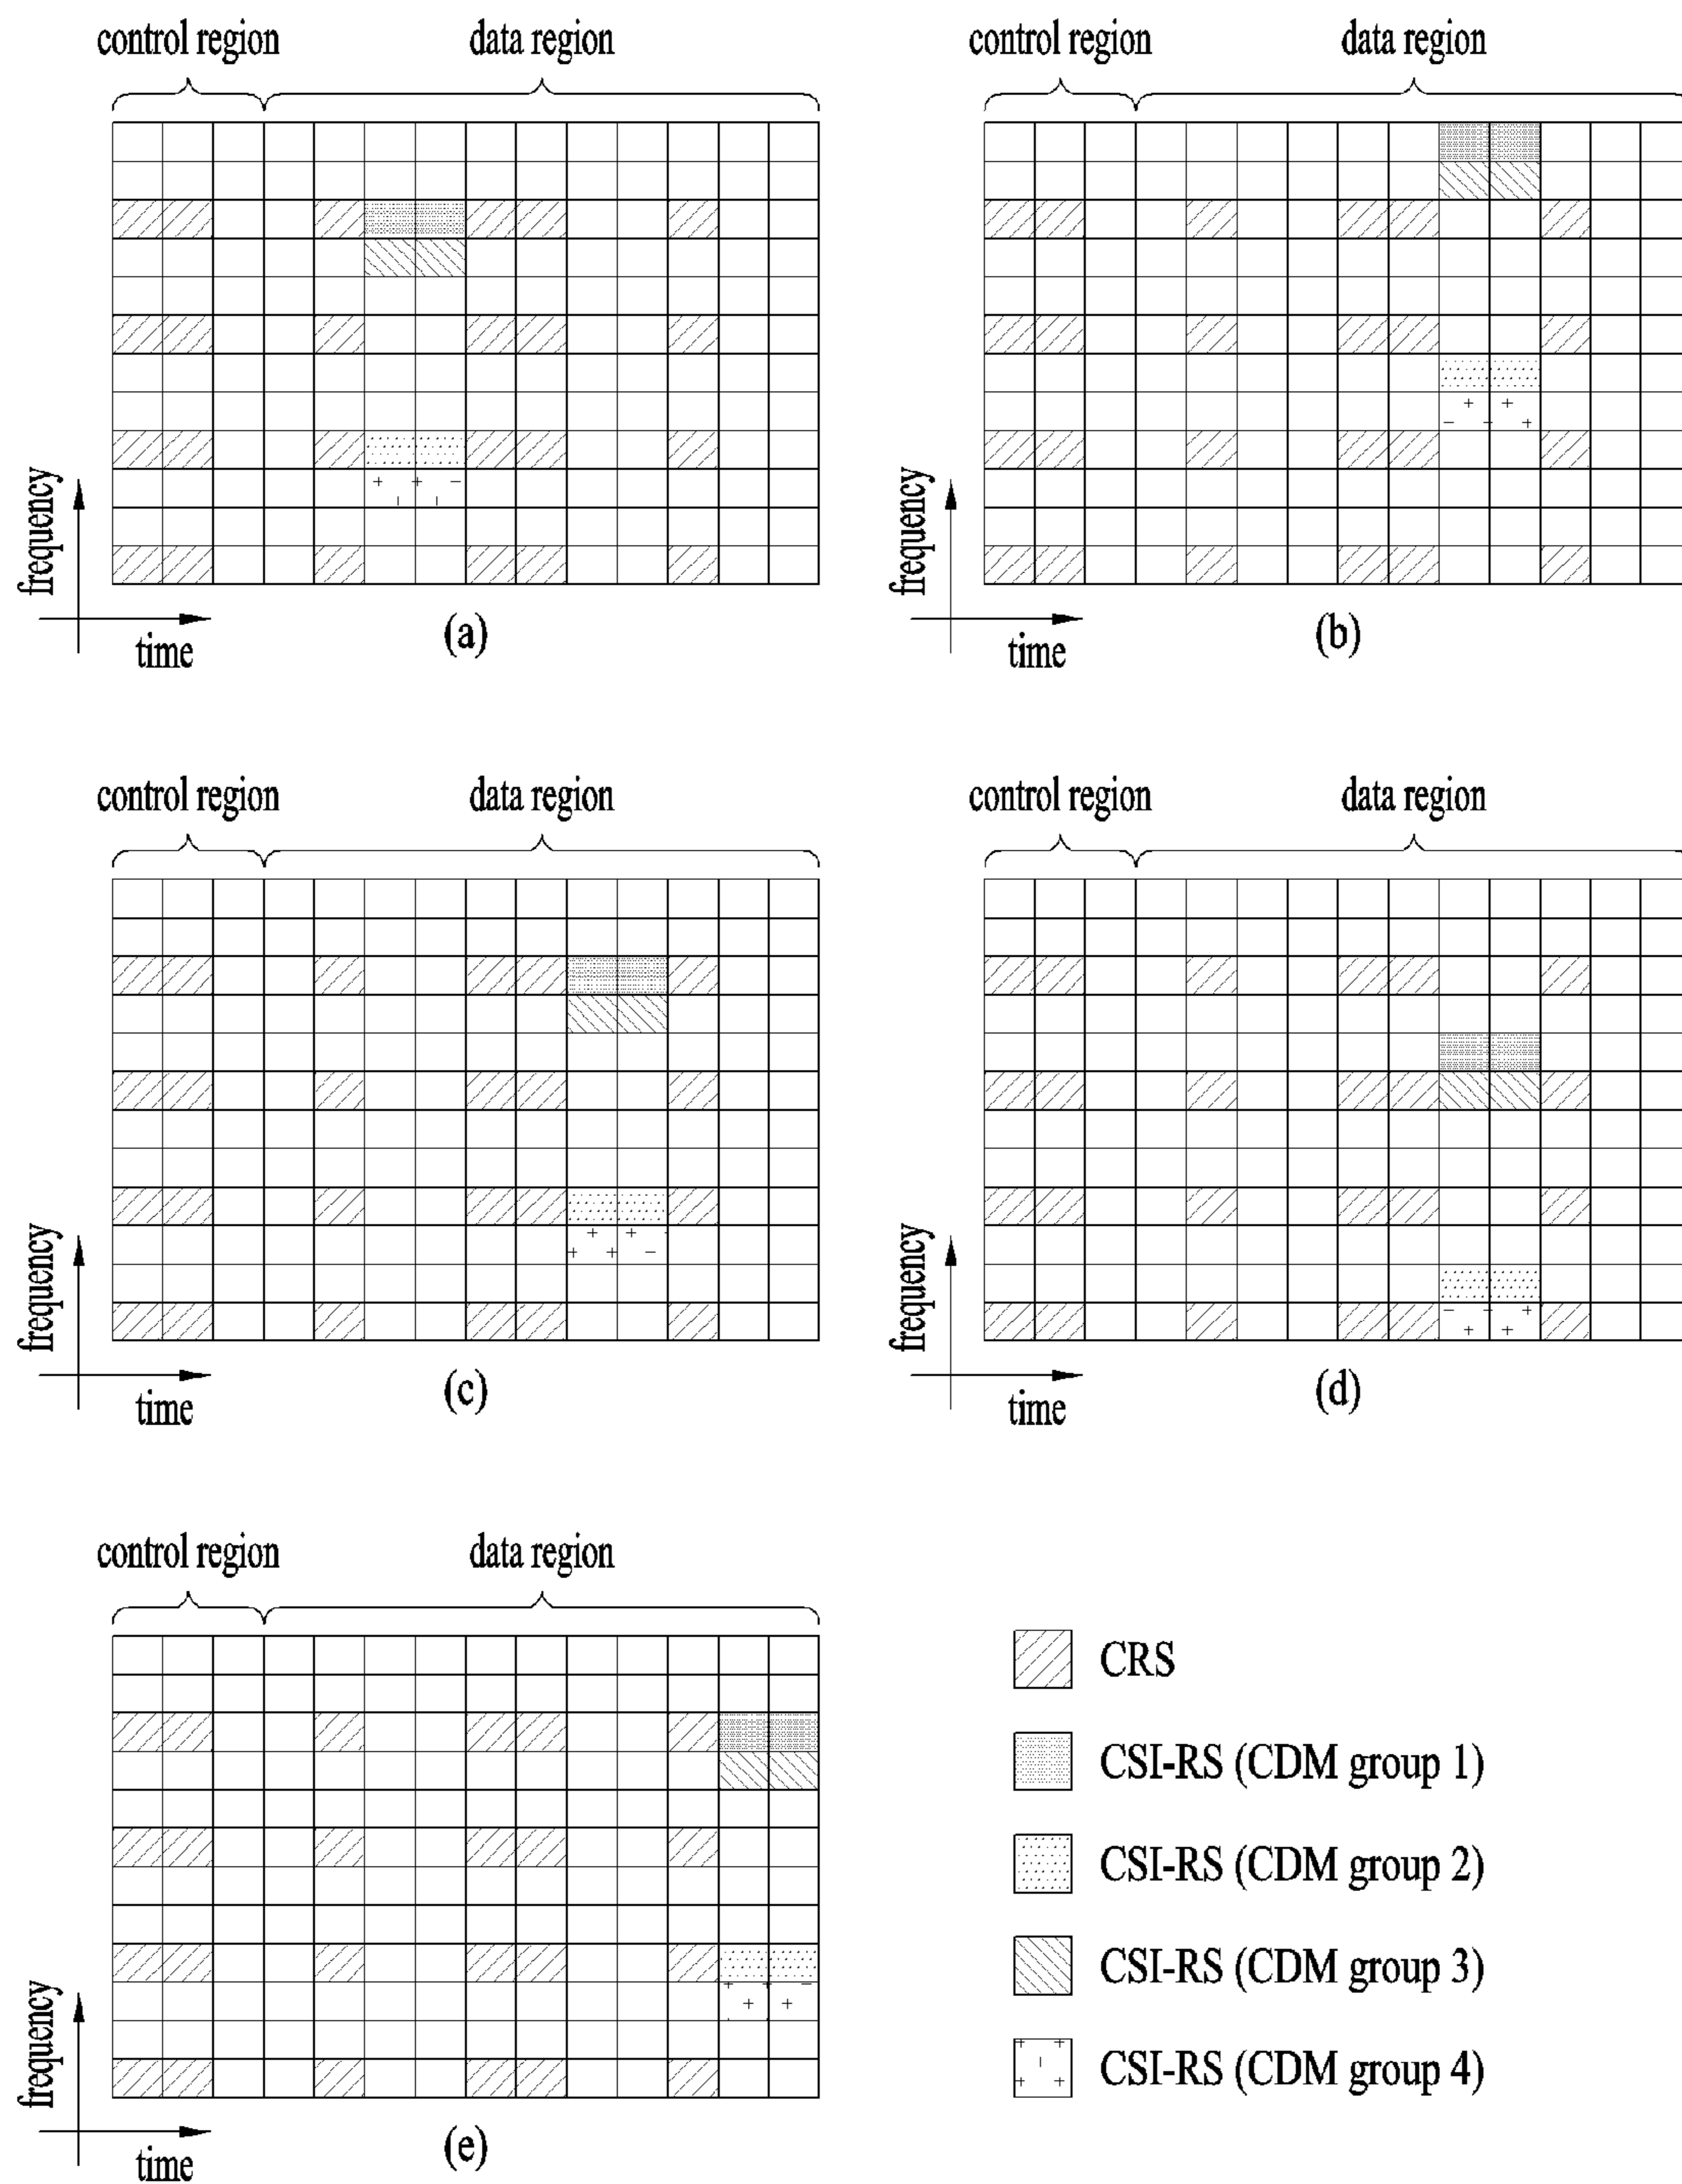 control region
data region
control region
data region
frequency
time
(a)
frequency
time
(b)
control region
data region
control region
data region
frequency
time
(c)
frequency
time
(d)
control region
data region
frequency
time
(e)
CRS
CSI-RS (CDM group 1)
CSI-RS (CDM group 2)
CSI-RS (CDM group 3)
CSI-RS (CDM group 4)